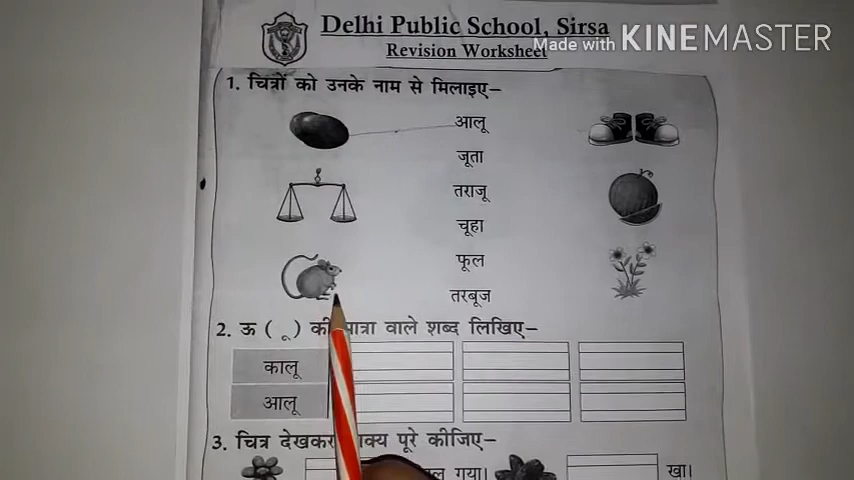 Delhi Public School, Sirsa
Revision Worksheet
Made with KINEMASTER
1. चित्रों को उनके नाम से मिलाइए–
आलू
जूता
तराजू
चूहा
फूल
तरबूज
2. ऊ ( ू ) की मात्रा वाले शब्द लिखिए–
कालू
आलू
3. चित्र देखकर वाक्य पूरे कीजिए–
गया।
खा।